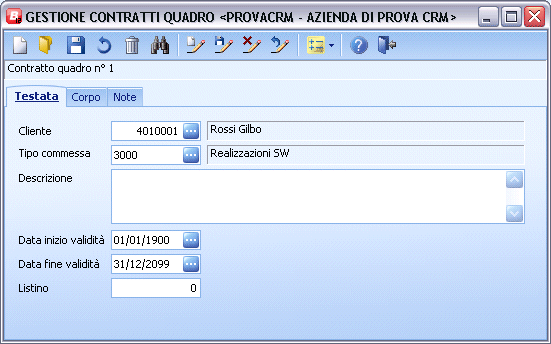 GESTIONE CONTRATTI QUADRO <PROVACRM - AZIENDA DI PROVA CRM>
Contratto quadro n° 1
Testata Corpo Note
Cliente 4010001 Rossi Gilbo
Tipo commessa 3000 Realizzazioni SW
Descrizione
Data inizio validità 01/01/1900
Data fine validità 31/12/2099
Listino 0